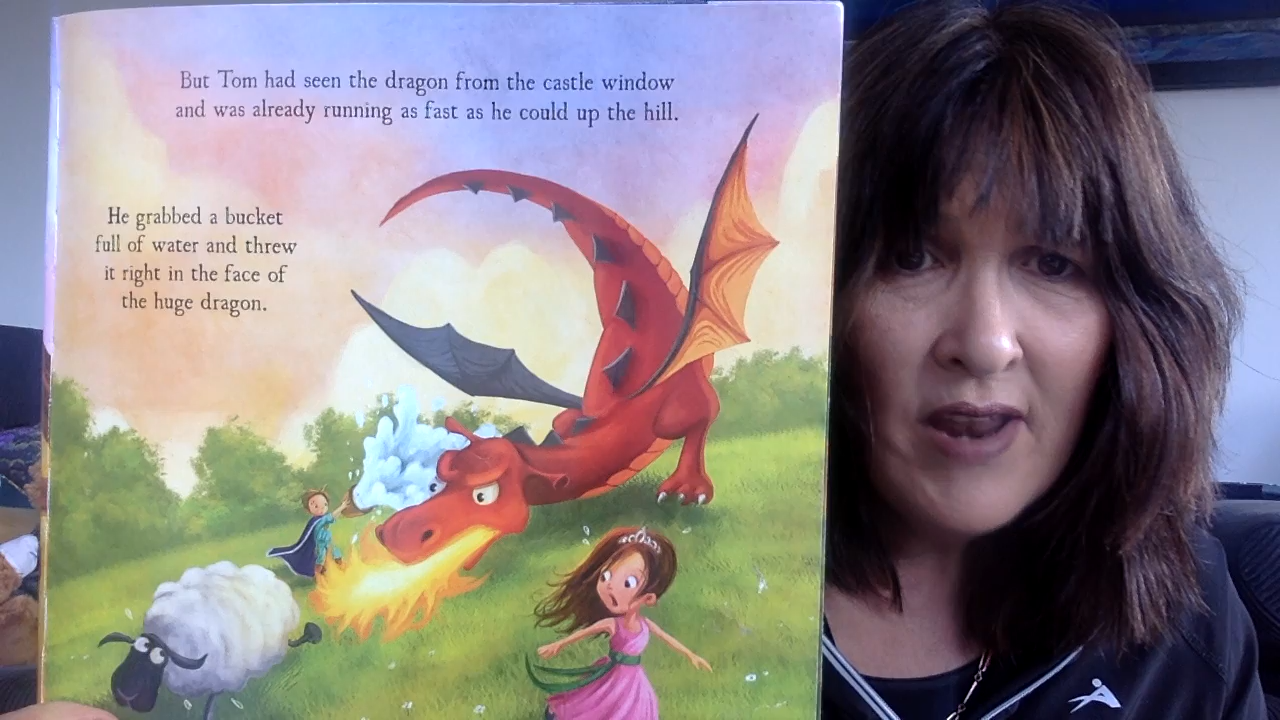 But Tom had seen the dragon from the castle window
and was already running as fast as he could up the hill.
He grabbed a bucket
full of water and threw
it right in the face of
the huge dragon.